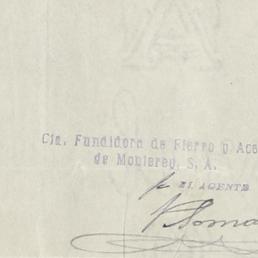 Cia. Fundidora de Fierro y Ace
de Monterey, S. A.
EL AGENTE